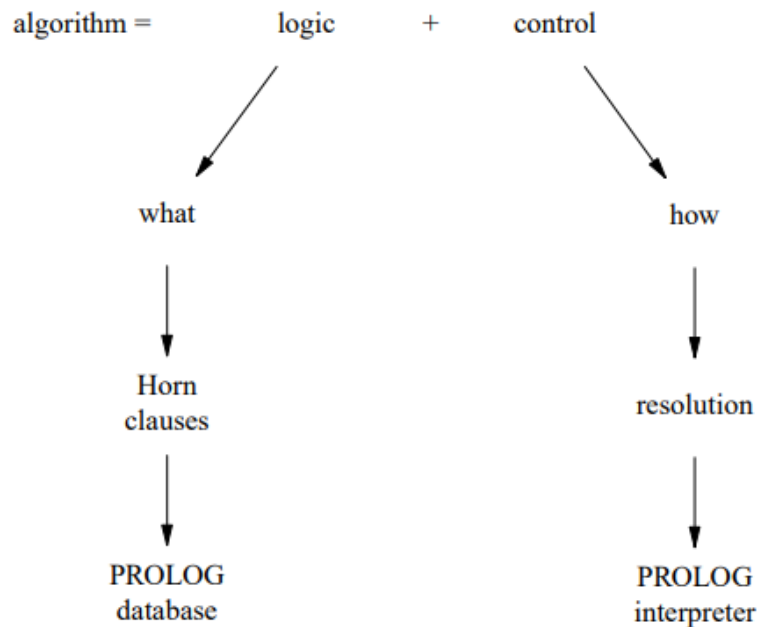 algorithm = logic + control
what how
Horn
clauses
resolution
PROLOG
database
PROLOG
interpreter